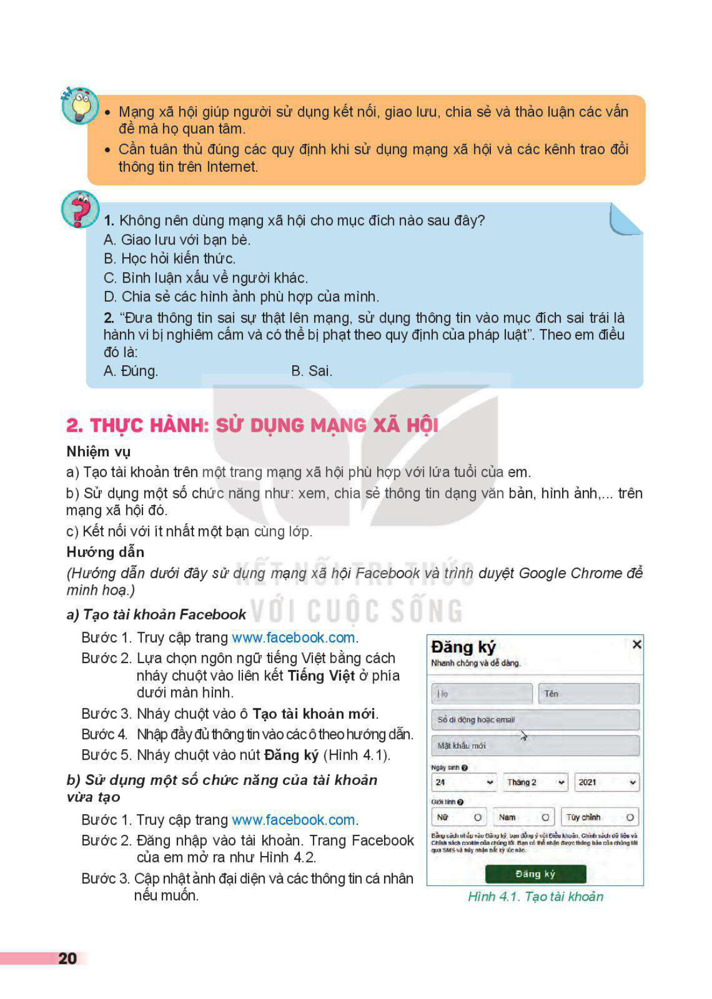 • Mạng xã hội giúp người sử dụng kết nối, giao lưu, chia sẻ và thảo luận các vấn
đề mà họ quan tâm.
• Cần tuân thủ đúng các quy định khi sử dụng mạng xã hội và các kênh trao đổi
thông tin trên Internet.
1. Không nên dùng mạng xã hội cho mục đích nào sau đây?
A. Giao lưu với bạn bè.
B. Học hỏi kiến thức.
C. Bình luận xấu về người khác.
D. Chia sẻ các hình ảnh phù hợp của mình.
2. “Đưa thông tin sai sự thật lên mạng, sử dụng thông tin vào mục đích sai trái là
hành vi bị nghiêm cấm và có thể bị phạt theo quy định của pháp luật”. Theo em điều
đó là:
A. Đúng. B. Sai.
2. THỰC HÀNH: SỬ DỤNG MẠNG XÃ HỘI
Nhiệm vụ
a) Tạo tài khoản trên một trang mạng xã hội phù hợp với lứa tuổi của em.
b) Sử dụng một số chức năng như: xem, chia sẻ thông tin dạng văn bản, hình ảnh,... trên
mạng xã hội đó.
c) Kết nối với ít nhất một bạn cùng lớp.
Hướng dẫn
(Hướng dẫn dưới đây sử dụng mạng xã hội Facebook và trình duyệt Google Chrome để
minh hoạ.)
KẾT NỐI TRI THỨC
VỚI CUỘC SỐNG
a) Tạo tài khoản Facebook
Bước 1. Truy cập trang www.facebook.com.
Bước 2. Lựa chọn ngôn ngữ tiếng Việt bằng cách
nháy chuột vào liên kết Tiếng Việt ở phía
dưới màn hình.
Bước 3. Nháy chuột vào ô Tạo tài khoản mới.
Bước 4. Nhập đầy đủ thông tin vào các ô theo hướng dẫn.
Bước 5. Nháy chuột vào nút Đăng ký (Hình 4.1).
b) Sử dụng một số chức năng của tài khoản
vừa tạo
Bước 1. Truy cập trang www.facebook.com.
Bước 2. Đăng nhập vào tài khoản. Trang Facebook
của em mở ra như Hình 4.2.
Bước 3. Cập nhật ảnh đại diện và các thông tin cá nhân
nếu muốn.
Đăng ký
Nhanh chóng và dễ dàng.
Họ Tên
Số di động hoặc email
Mật khẩu mới
Ngày sinh
24 Tháng 2 2021
Giới tính
Nữ Nam Tùy chỉnh
Bằng cách nhấp vào Đăng ký, bạn đồng ý với Điều khoản, Chính sách dữ liệu và
Chính sách cookie của chúng tôi. Bạn có thể nhận được thông báo của chúng tôi
qua SMS và hủy nhận bất kỳ lúc nào.
Đăng ký
Hình 4.1. Tạo tài khoản
20